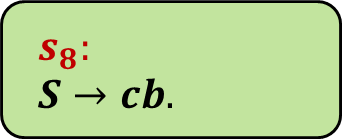 s₈:
S → cb.